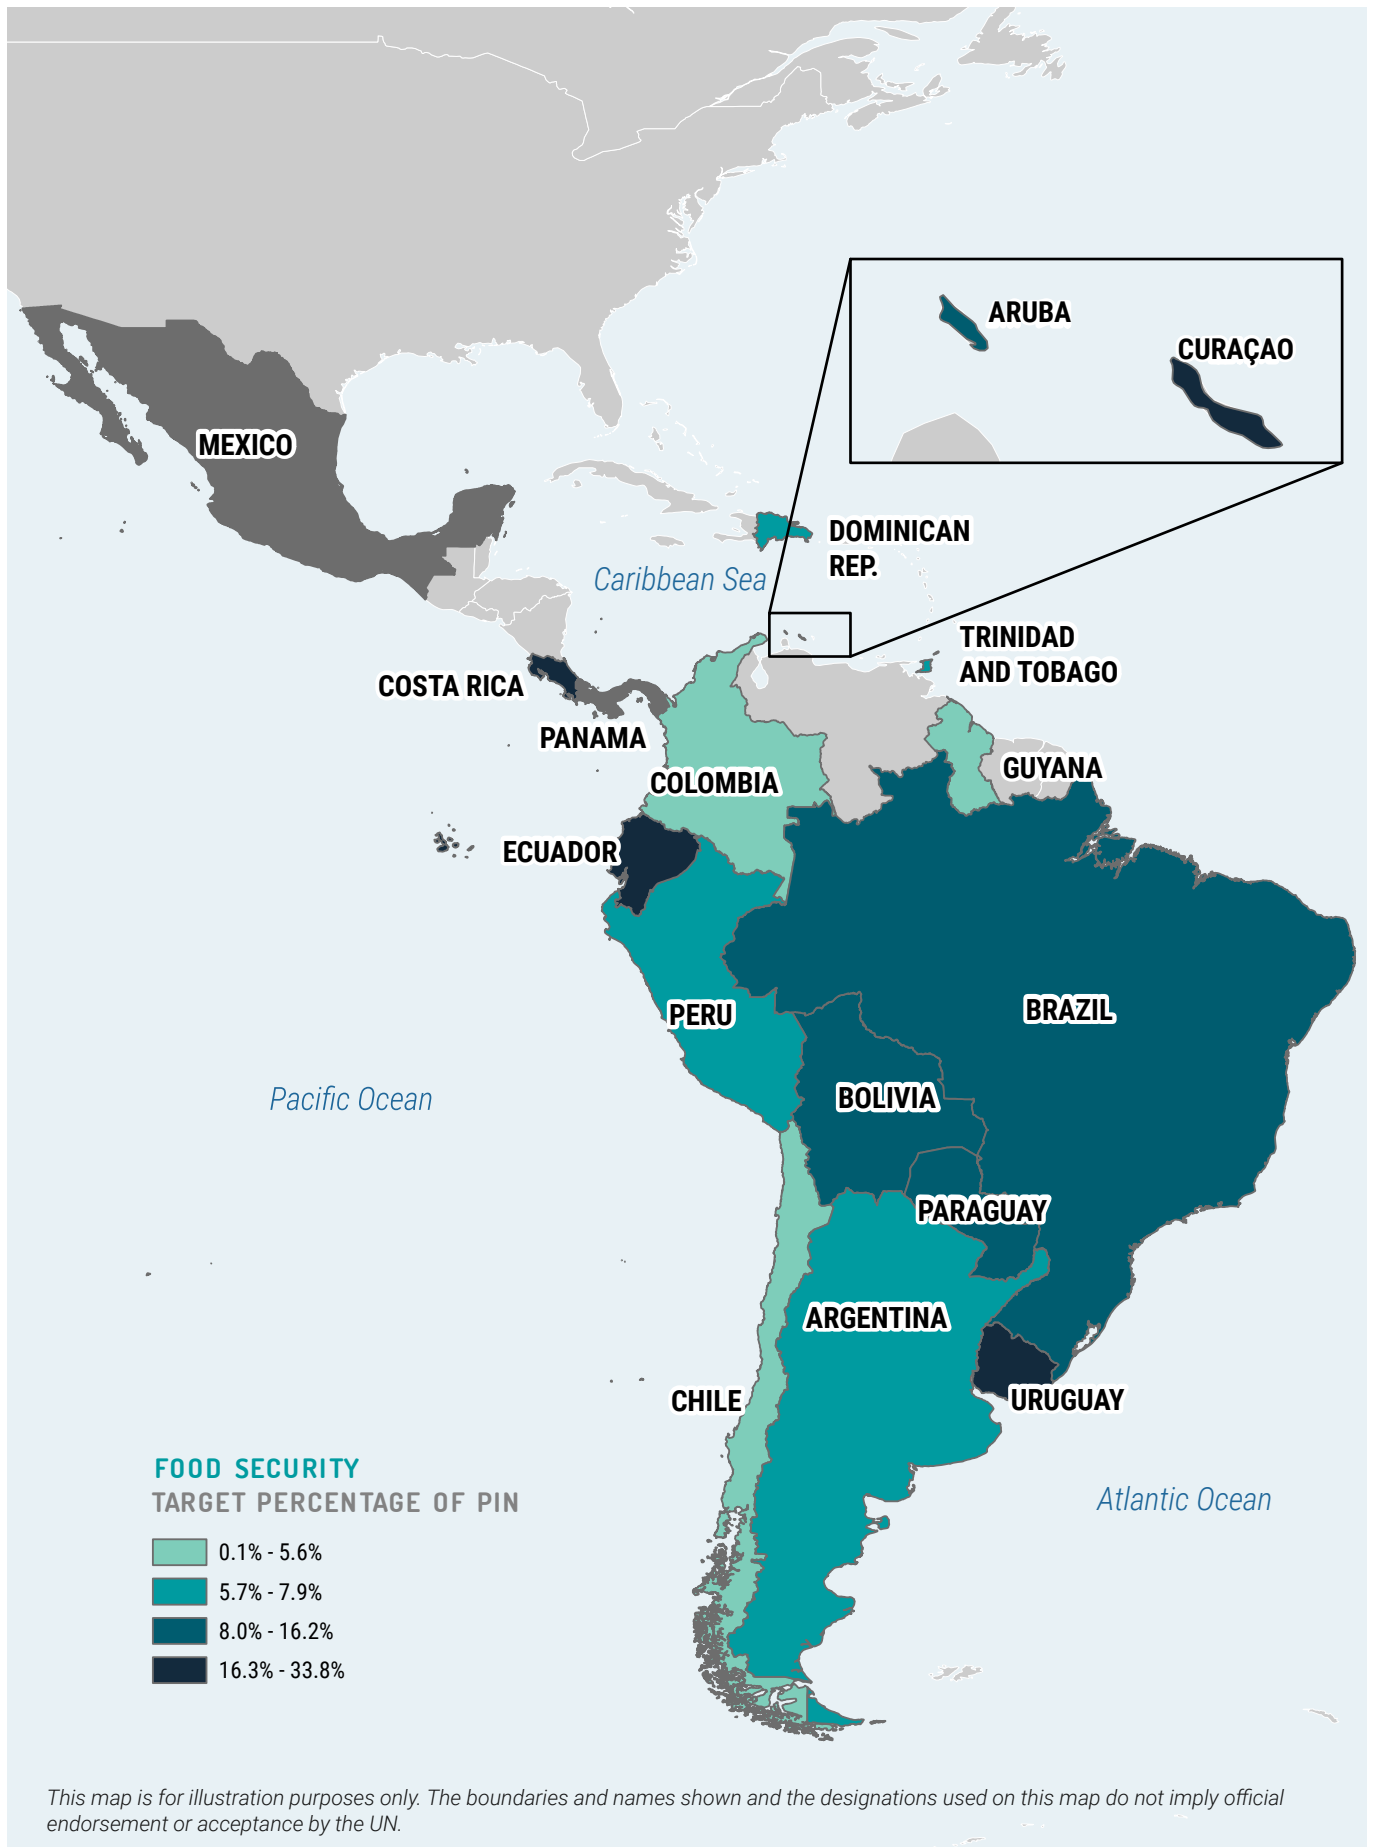 ARUBA
CURAÇAO
MEXICO
DOMINICAN
REP.
Caribbean Sea
TRINIDAD
AND TOBAGO
COSTA RICA
PANAMA
COLOMBIA
GUYANA
ECUADOR
BRAZIL
PERU
Pacific Ocean
BOLIVIA
PARAGUAY
ARGENTINA
CHILE
URUGUAY
FOOD SECURITY
TARGET PERCENTAGE OF PIN
Atlantic Ocean
0.1% - 5.6%
5.7% - 7.9%
8.0% - 16.2%
16.3% - 33.8%
This map is for illustration purposes only. The boundaries and names shown and the designations used on this map do not imply official
endorsement or acceptance by the UN.